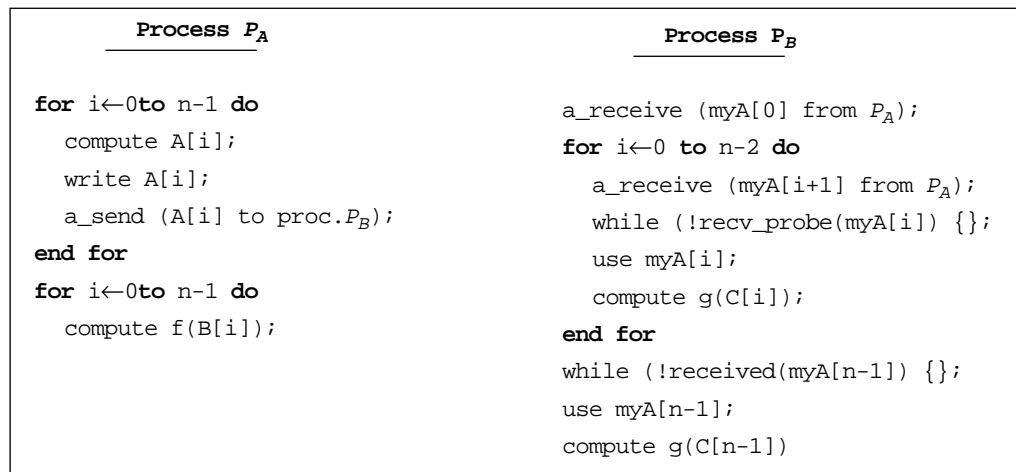 Process P_A
for i←0to n-1 do
compute A[i];
write A[i];
a_send (A[i] to proc.P_B);
end for
for i←0to n-1 do
compute f(B[i]);
Process P_B
a_receive (myA[0] from P_A);
for i←0 to n-2 do
a_receive (myA[i+1] from P_A);
while (!recv_probe(myA[i]) {};
use myA[i];
compute g(C[i]);
end for
while (!received(myA[n-1]) {};
use myA[n-1];
compute g(C[n-1])